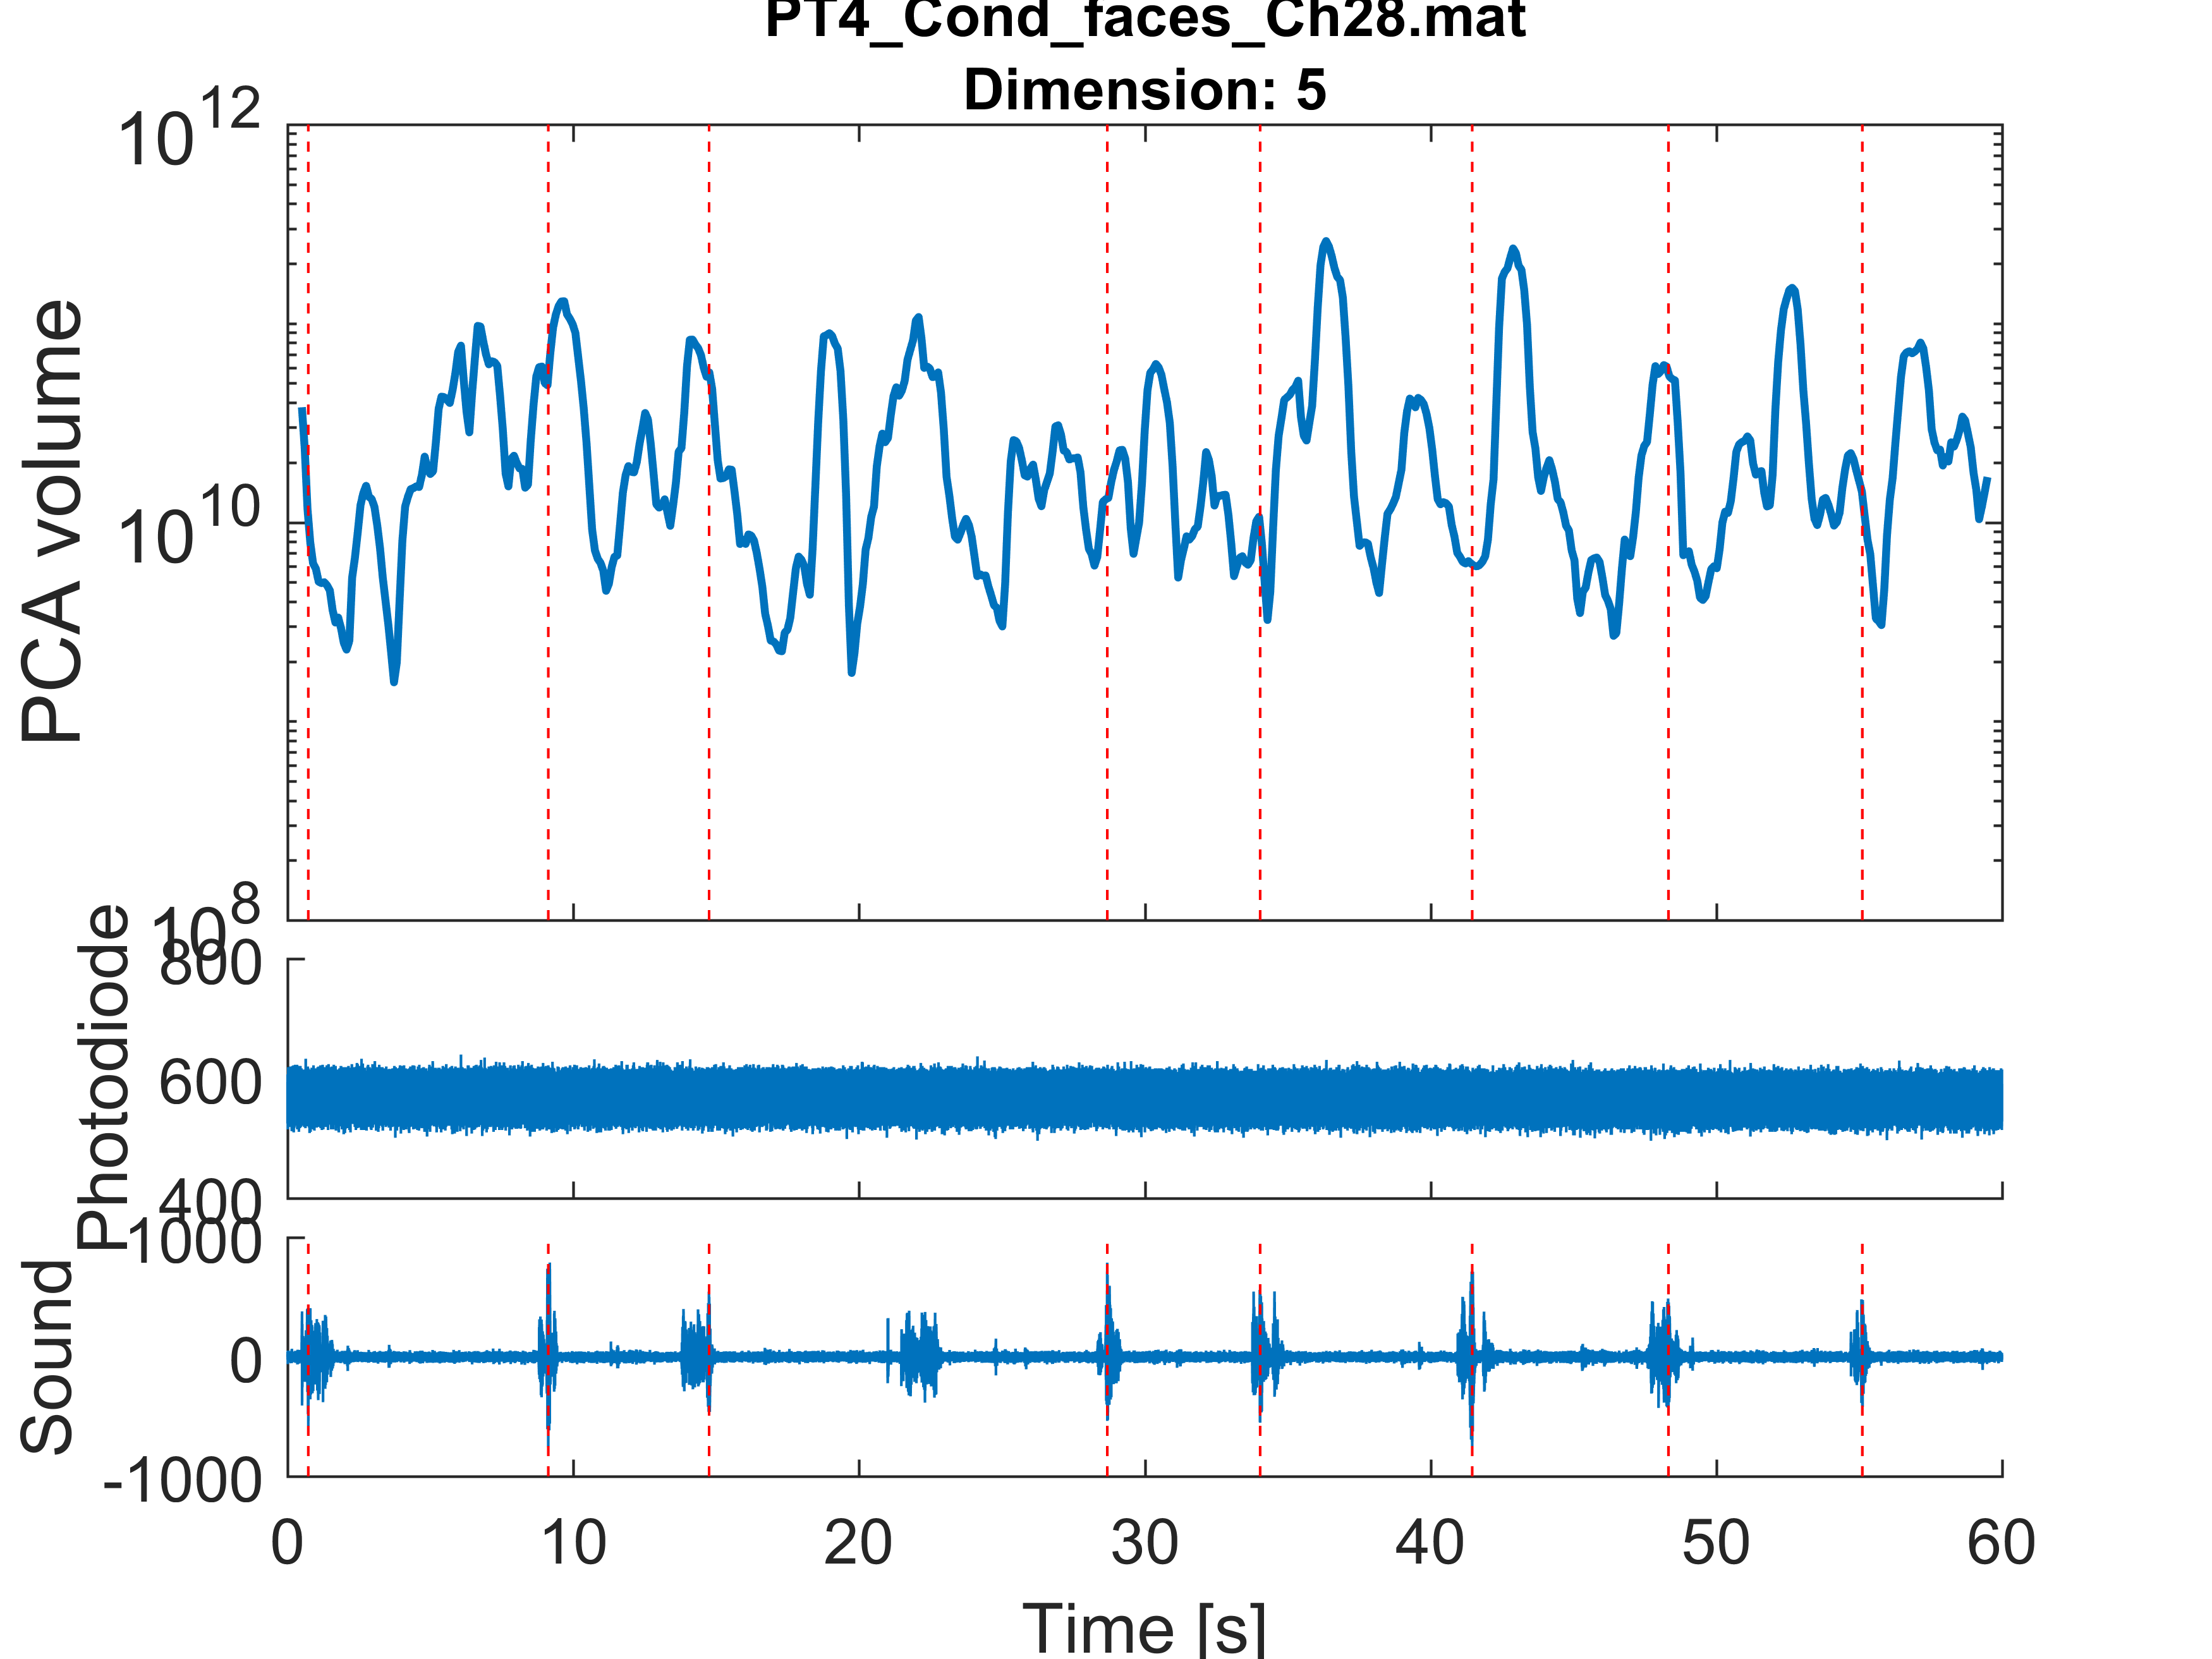 PT4_Cond_faces_Ch28.mat
Dimension: 5
PCA volume
10^12
10^10
10^8
Photodiode
800
600
400
Sound
1000
0
-1000
0 10 20 30 40 50 60
Time [s]